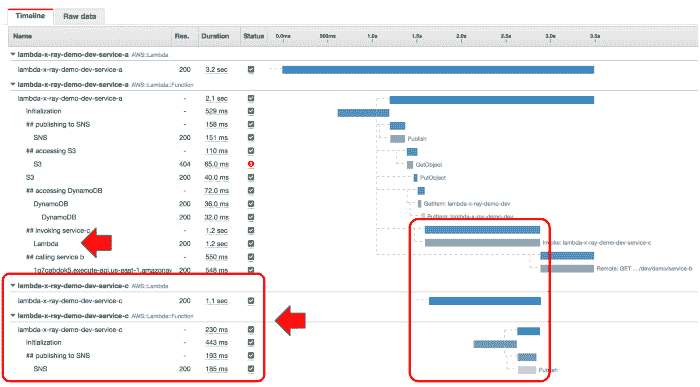 Timeline Raw data
Name Res. Duration Status 0.0ms 500ms 1.0s 1.5s 2.0s 2.5s 3.0s 3.5s
lambda-x-ray-demo-dev-service-a AWS::Lambda
lambda-x-ray-demo-dev-service-a 200 3.2 sec
lambda-x-ray-demo-dev-service-a AWS::Lambda::Function
lambda-x-ray-demo-dev-service-a - 2.1 sec
Initialization - 529 ms
## publishing to SNS - 158 ms
SNS 200 151 ms Publish
## accessing S3 - 110 ms
S3 404 65.0 ms GetObject
S3 200 40.0 ms PutObject
## accessing DynamoDB - 72.0 ms
DynamoDB 200 36.0 ms GetItem: lambda-x-ray-demo-dev
DynamoDB 200 32.0 ms PutItem: lambda-x-ray-demo-dev
## invoking service-c - 1.2 sec
Lambda 200 1.2 sec Invoke: lambda-x-ray-demo-dev-service-c
## calling service b - 550 ms
200 548 ms Remote: GET ... /dev/demo/service-b
lambda-x-ray-demo-dev-service-c AWS::Lambda
lambda-x-ray-demo-dev-service-c 200 1.1 sec
lambda-x-ray-demo-dev-service-c AWS::Lambda::Function
lambda-x-ray-demo-dev-service-c - 230 ms
Initialization - 443 ms
## publishing to SNS - 193 ms
SNS 200 185 ms Publish